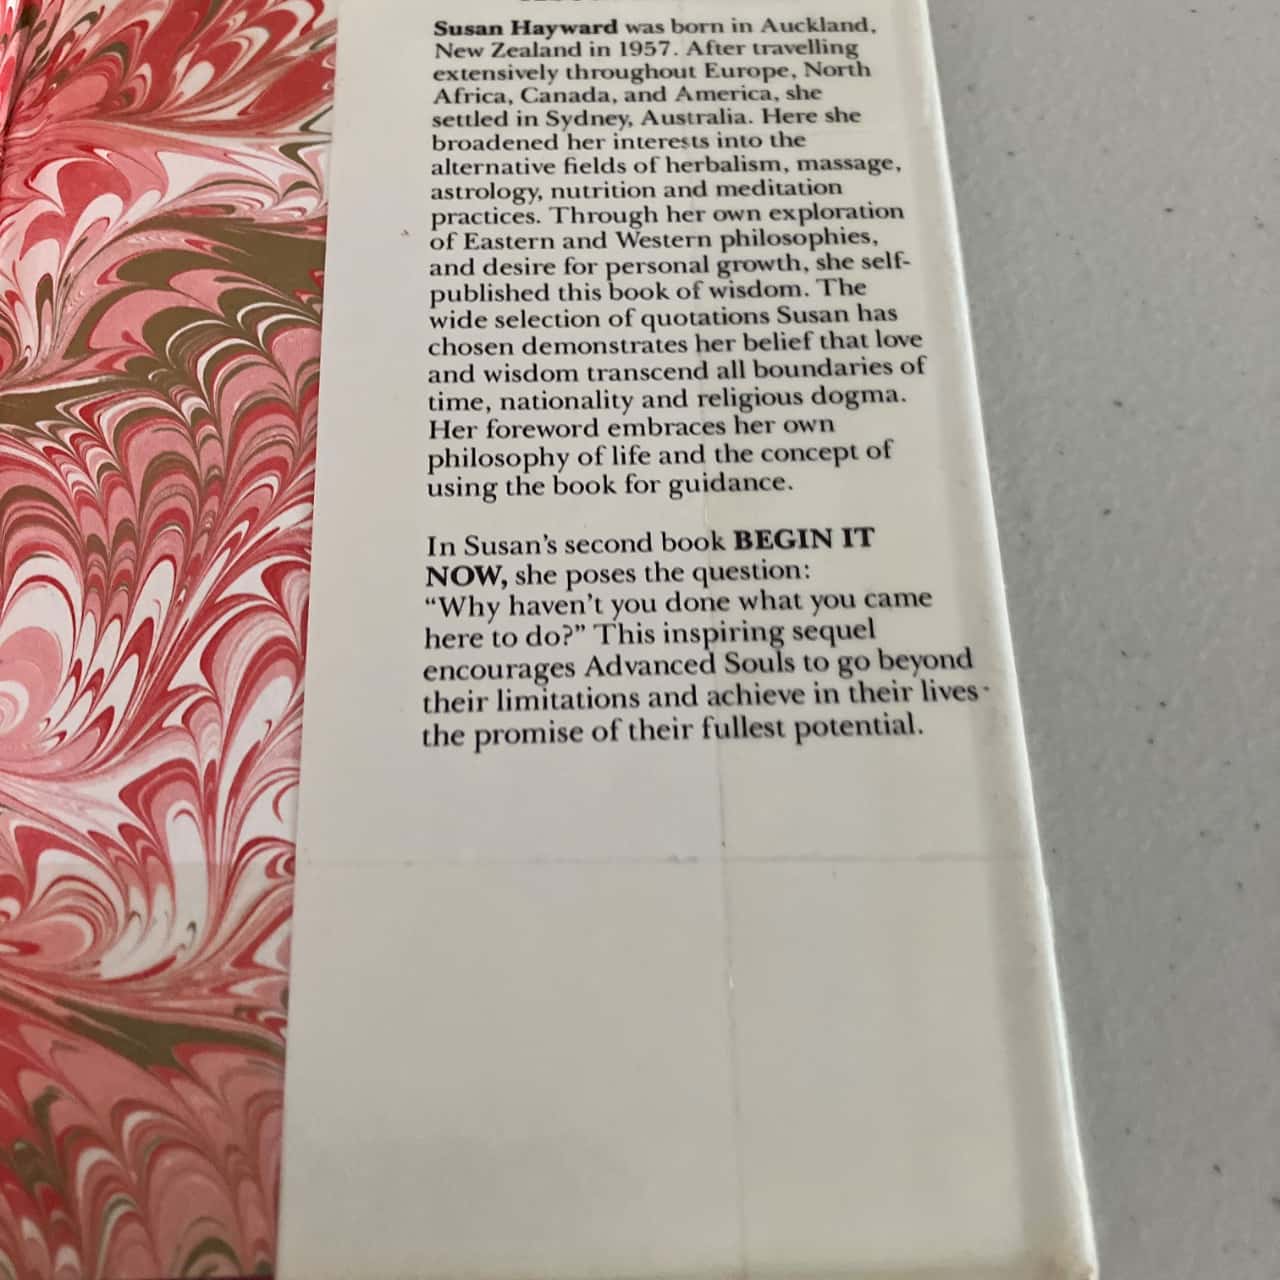 Susan Hayward was born in Auckland,
New Zealand in 1957. After travelling
extensively throughout Europe, North
Africa, Canada, and America, she
settled in Sydney, Australia. Here she
broadened her interests into the
alternative fields of herbalism, massage,
astrology, nutrition and meditation
practices. Through her own exploration
of Eastern and Western philosophies,
and desire for personal growth, she self-
published this book of wisdom. The
wide selection of quotations Susan has
chosen demonstrates her belief that love
and wisdom transcend all boundaries of
time, nationality and religious dogma.
Her foreword embraces her own
philosophy of life and the concept of
using the book for guidance.
In Susan's second book BEGIN IT
NOW, she poses the question:
“Why haven't you done what you came
here to do?” This inspiring sequel
encourages Advanced Souls to go beyond
their limitations and achieve in their lives
the promise of their fullest potential.